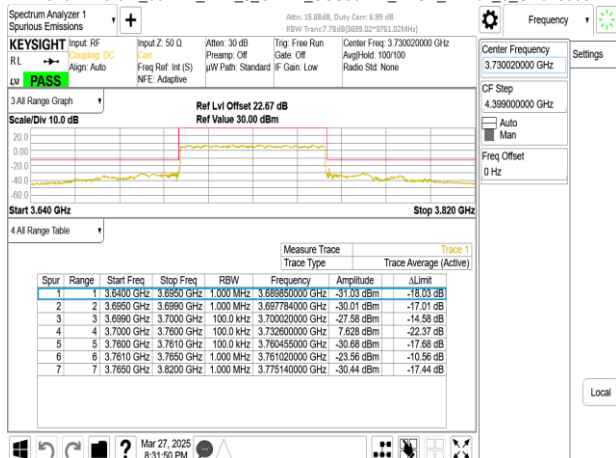 Spectrum Analyzer 1
Spurious Emissions
Attn: 15.68dB, Duty Corr: 6.99 dB
RBW Trans:7.78dB(3699.02~3761.02MHz)
Frequency
KEYSIGHT
RL
LXI
PASS
Input: RF
Coupling: DC
Align: Auto
Input Z: 50 Ω
Corr
Freq Ref: Int (S)
NFE: Adaptive
Atten: 30 dB
Preamp: Off
µW Path: Standard
Trig: Free Run
Gate: Off
IF Gain: Low
Center Freq: 3.730020000 GHz
Avg|Hold: 100/100
Radio Std: None
Center Frequency
3.730020000 GHz
Settings
CF Step
4.399000000 GHz
Auto
Man
Freq Offset
0 Hz
3 All Range Graph
Scale/Div 10.0 dB
Ref Lvl Offset 22.67 dB
Ref Value 30.00 dBm
20.0
0.00
-20.0
-40.0
-60.0
Start 3.640 GHz
Stop 3.820 GHz
4 All Range Table
Measure Trace Trace 1
Trace Type Trace Average (Active)
Spur Range Start Freq Stop Freq RBW Frequency Amplitude ΔLimit
1 1 3.6400 GHz 3.6950 GHz 1.000 MHz 3.689850000 GHz -31.03 dBm -18.03 dB
2 2 3.6950 GHz 3.6990 GHz 1.000 MHz 3.697784000 GHz -30.01 dBm -17.01 dB
3 3 3.6990 GHz 3.7000 GHz 100.0 kHz 3.700020000 GHz -27.58 dBm -14.58 dB
4 4 3.7000 GHz 3.7600 GHz 100.0 kHz 3.732600000 GHz 7.628 dBm -22.37 dB
5 5 3.7600 GHz 3.7610 GHz 100.0 kHz 3.760455000 GHz -30.68 dBm -17.68 dB
6 6 3.7610 GHz 3.7650 GHz 1.000 MHz 3.761020000 GHz -23.56 dBm -10.56 dB
7 7 3.7650 GHz 3.8200 GHz 1.000 MHz 3.775140000 GHz -30.44 dBm -17.44 dB
Local
Mar 27, 2025
8:31:50 PM